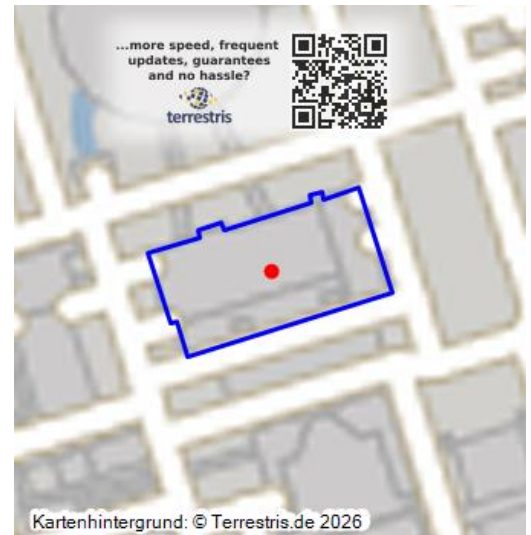 ...more speed, frequent
updates, guarantees
and no hassle?
terrestris
Kartenhintergrund: © Terrestris.de 2026